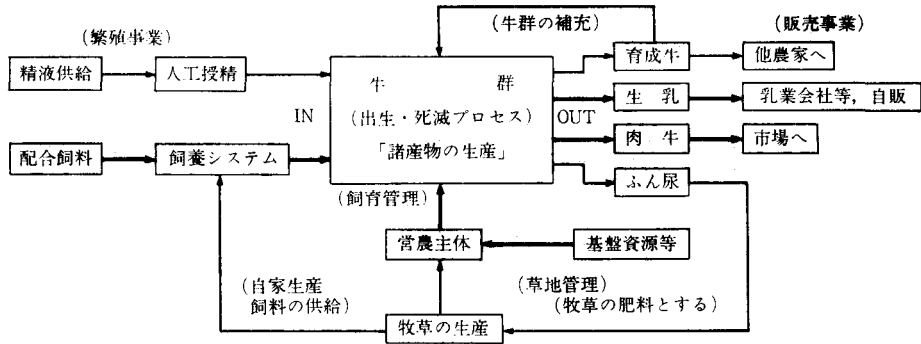 (牛群の補充)
(販売事業)
(繁殖事業)
育成牛
他農家へ
精液供給
人工授精
牛 群
生 乳
乳業会社等, 自販
IN
(出生・死滅プロセス)
OUT
肉 牛
市場へ
配合飼料
飼養システム
「諸産物の生産」
ふん尿
(飼育管理)
営農主体
基盤資源等
(自家生産
飼料の供給)
(草地管理)
(牧草の肥料とする)
牧草の生産